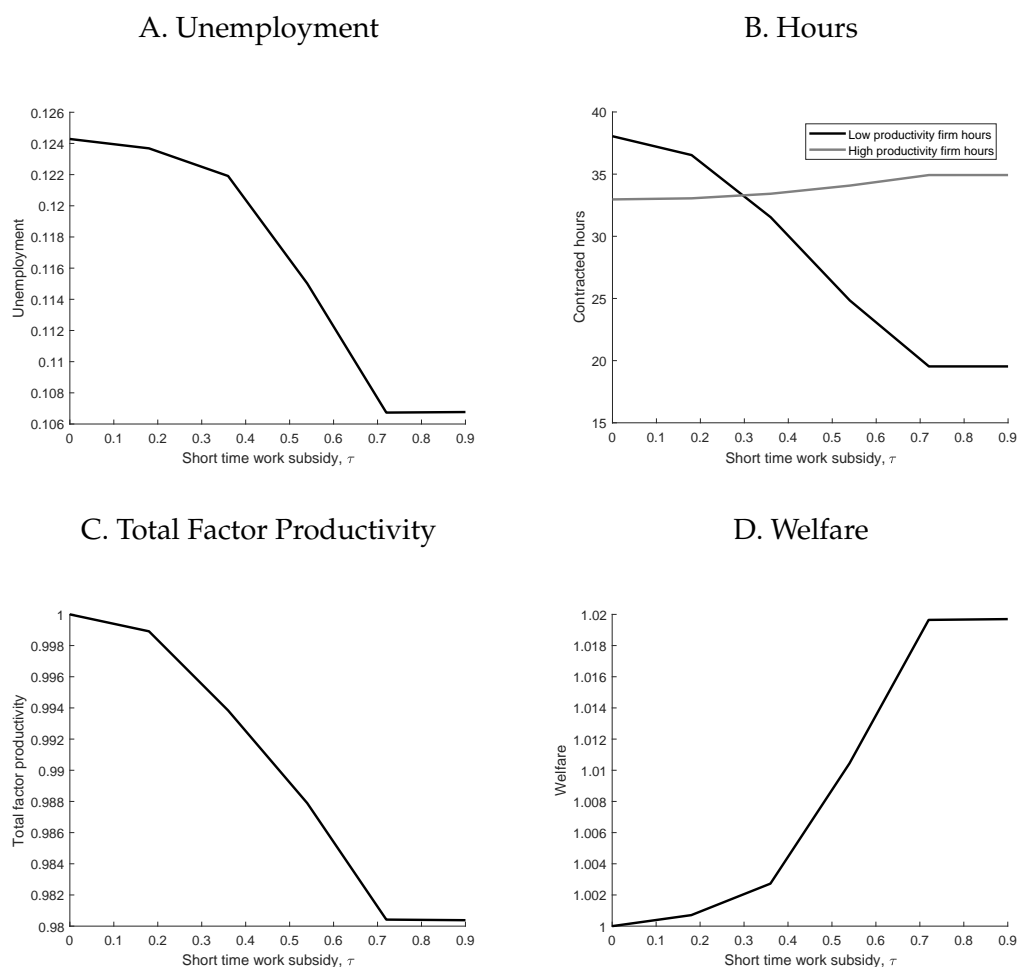 A. Unemployment
0.126
0.124
0.122
0.12
0.118
0.116
0.114
0.112
0.11
0.108
0.106
Unemployment
0 0.1 0.2 0.3 0.4 0.5 0.6 0.7 0.8 0.9
Short time work subsidy, τ
B. Hours
40
35
30
25
20
15
Contracted hours
Low productivity firm hours
High productivity firm hours
0 0.1 0.2 0.3 0.4 0.5 0.6 0.7 0.8 0.9
Short time work subsidy, τ
C. Total Factor Productivity
1
0.998
0.996
0.994
0.992
0.99
0.988
0.986
0.984
0.982
0.98
Total factor productivity
0 0.1 0.2 0.3 0.4 0.5 0.6 0.7 0.8 0.9
Short time work subsidy, τ
D. Welfare
1.02
1.018
1.016
1.014
1.012
1.01
1.008
1.006
1.004
1.002
1
Welfare
0 0.1 0.2 0.3 0.4 0.5 0.6 0.7 0.8 0.9
Short time work subsidy, τ